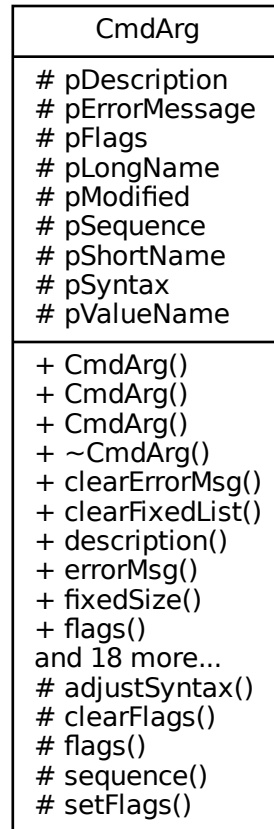 CmdArg
# pDescription
# pErrorMessage
# pFlags
# pLongName
# pModified
# pSequence
# pShortName
# pSyntax
# pValueName
+ CmdArg()
+ CmdArg()
+ CmdArg()
+ ~CmdArg()
+ clearErrorMsg()
+ clearFixedList()
+ description()
+ errorMsg()
+ fixedSize()
+ flags()
and 18 more...
# adjustSyntax()
# clearFlags()
# flags()
# sequence()
# setFlags()